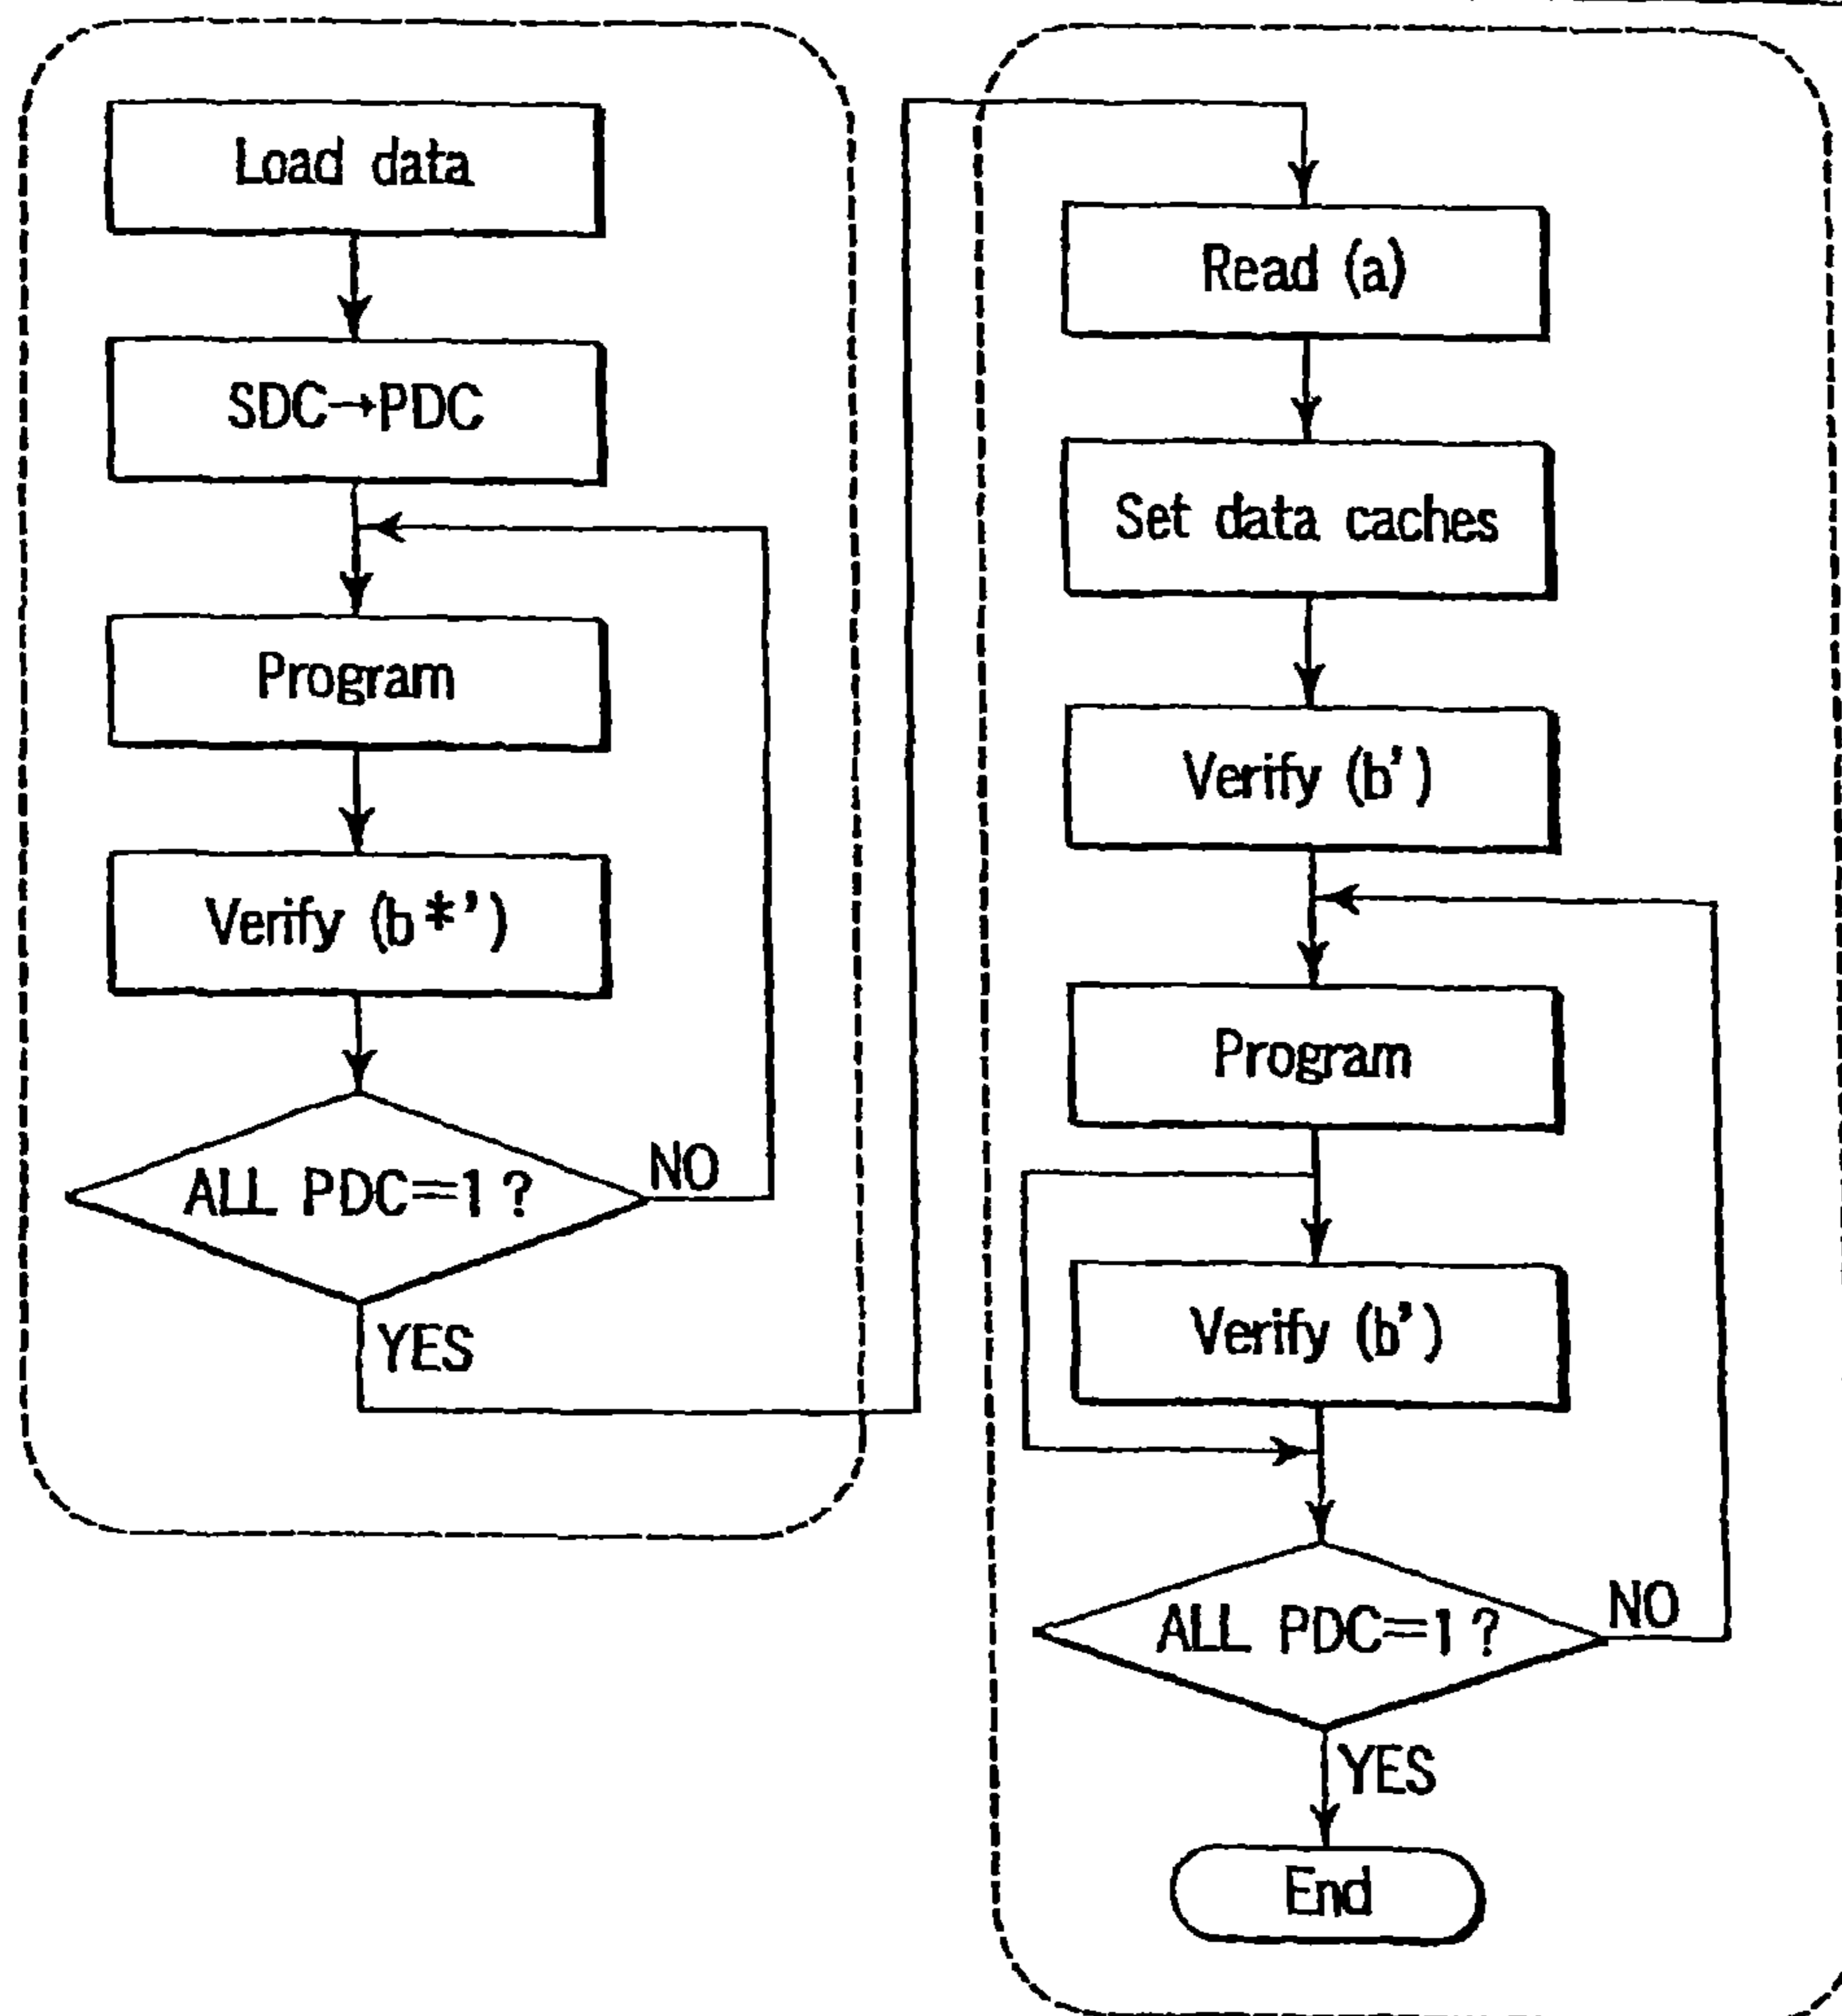 Load data
SDC→PDC
Program
Verify (b*')
ALL PDC=1?
NO
YES
Read (a)
Set data caches
Verify (b')
Program
Verify (b')
ALL PDC=1?
NO
YES
End